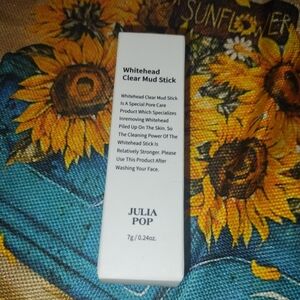 SUNFLOWER
Whitehead
Clear Mud Stick
Whitehead Clear Mud Stick
Is A Special Pore Care
Product Which Specializes
Inremoving Whitehead
Piled Up On The Skin. So
The Cleaning Power Of The
Whitehead Stick Is
Relatively Stronger. Please
Use This Product After
Washing Your Face.
JULIA
POP
7g / 0.24oz.